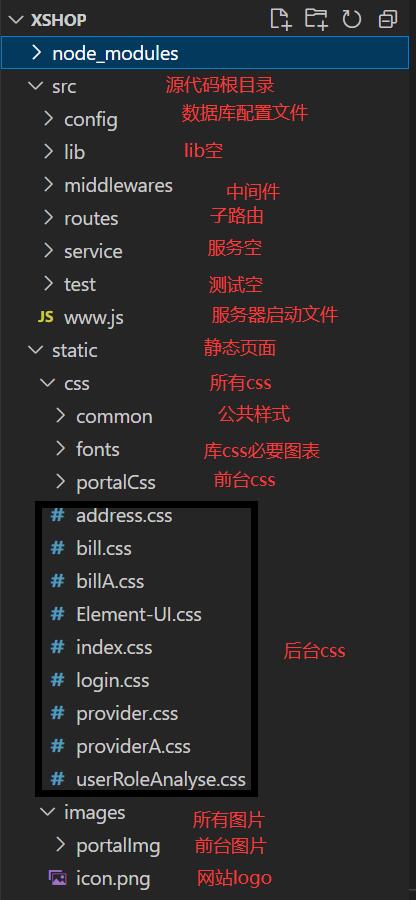 XSHOP
node_modules
src 源代码根目录
config 数据库配置文件
lib lib空
middlewares 中间件
routes 子路由
service 服务空
test 测试空
JS www.js 服务器启动文件
static 静态页面
css 所有css
common 公共样式
fonts 库css必要图表
portalCss 前台css
# address.css
# bill.css
# billA.css
# Element-UI.css
# index.css 后台css
# login.css
# provider.css
# providerA.css
# userRoleAnalyse.css
images 所有图片
portalImg 前台图片
icon.png 网站logo